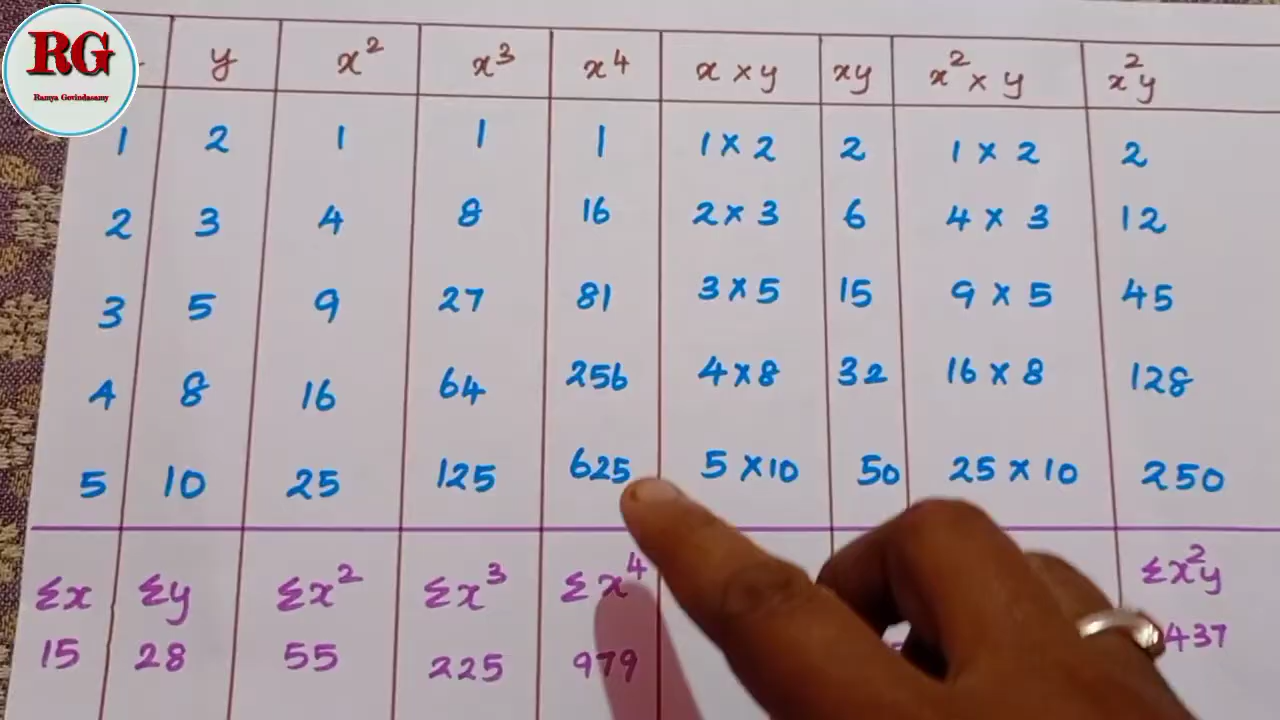 RG
Ramya Govindasamy
y x² x³ x⁴ x × y xy x² × y x²y
1 2 1 1 1 1 × 2 2 1 × 2 2
2 3 4 8 16 2 × 3 6 4 × 3 12
3 5 9 27 81 3 × 5 15 9 × 5 45
4 8 16 64 256 4 × 8 32 16 × 8 128
5 10 25 125 625 5 × 10 50 25 × 10 250
Σx Σy Σx² Σx³ Σx⁴ Σx²y
15 28 55 225 979 437